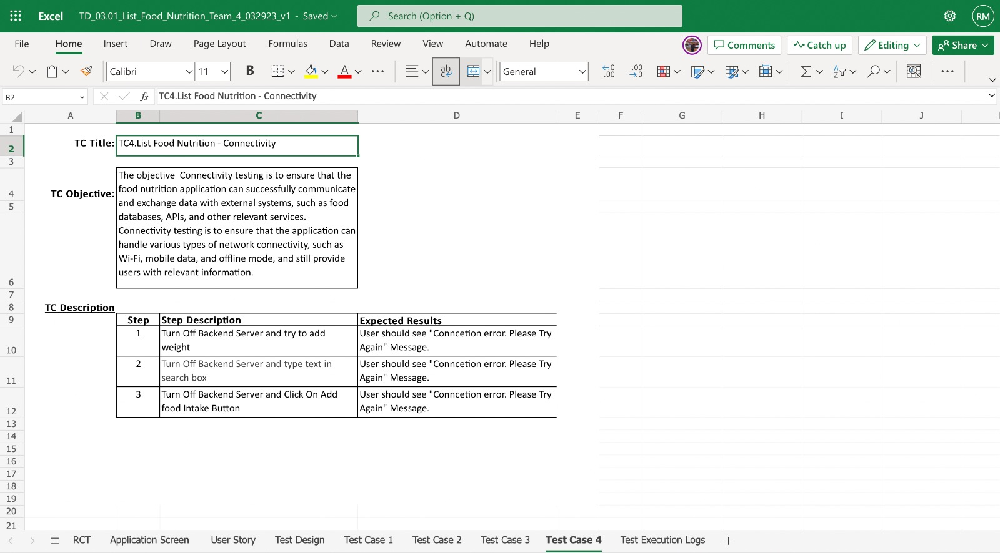 Excel TD_03.01_List_Food_Nutrition_Team_4_032923_v1 - Saved Search (Option + Q) RM
File Home Insert Draw Page Layout Formulas Data Review View Automate Help Comments Catch up Editing Share
Calibri 11 B A ab General
B2 fx TC4.List Food Nutrition - Connectivity
A B C D E F G H I J
1
TC Title: TC4.List Food Nutrition - Connectivity
2
3
The objective  Connectivity testing is to ensure that the
food nutrition application can successfully communicate
4 TC Objective:
and exchange data with external systems, such as food
5
databases, APIs, and other relevant services.
Connectivity testing is to ensure that the application can
handle various types of network connectivity, such as
Wi-Fi, mobile data, and offline mode, and still provide
users with relevant information.
6
7
8 TC Description
9 Step Step Description Expected Results
1 Turn Off Backend Server and try to add User should see "Conncetion error. Please Try
weight Again" Message.
10
2 Turn Off Backend Server and type text in User should see "Conncetion error. Please Try
search box Again" Message.
11
3 Turn Off Backend Server and Click On Add User should see "Conncetion error. Please Try
food Intake Button Again" Message.
12
13
14
15
16
17
18
19
20
21
RCT Application Screen User Story Test Design Test Case 1 Test Case 2 Test Case 3 Test Case 4 Test Execution Logs +